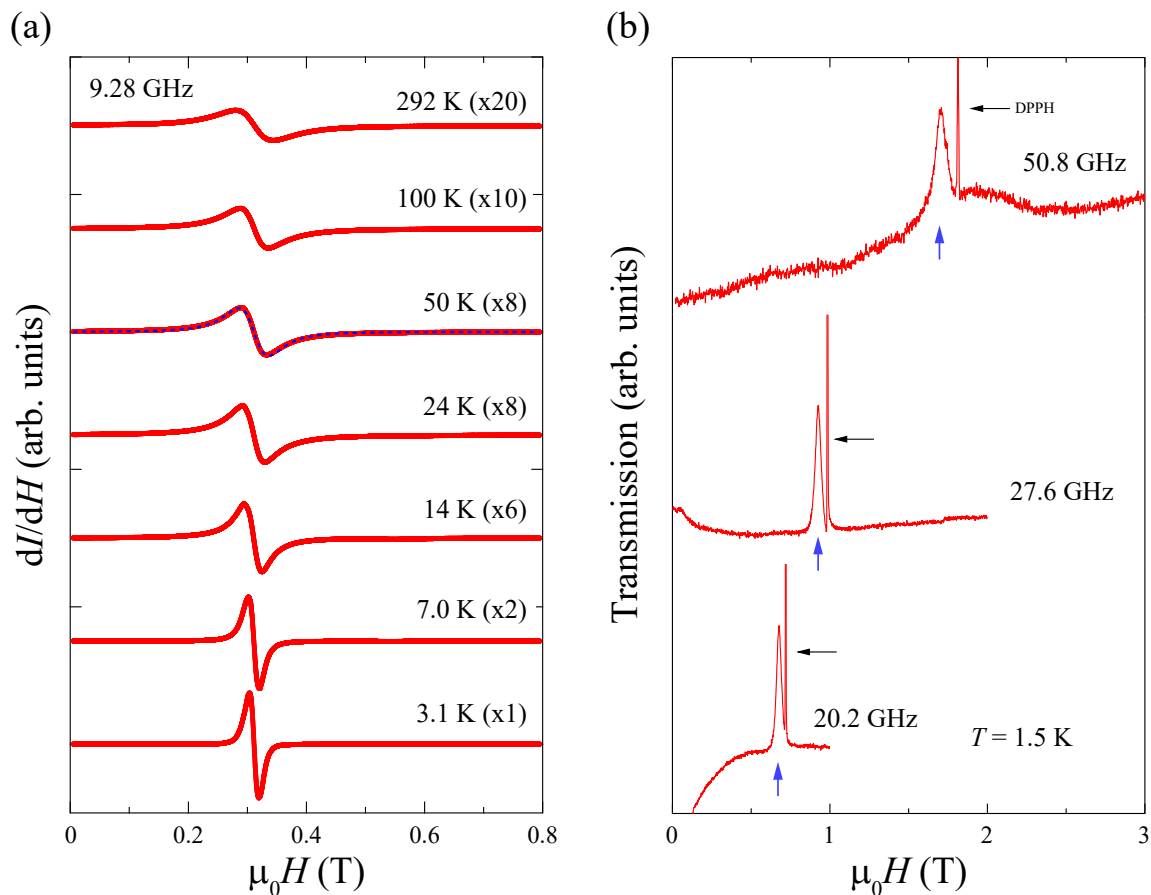 (a)
9.28 GHz
292 K (x20)
100 K (x10)
50 K (x8)
24 K (x8)
14 K (x6)
7.0 K (x2)
3.1 K (x1)
dI/dH (arb. units)
0 0.2 0.4 0.6 0.8
μ₀H (T)
(b)
DPPH
50.8 GHz
27.6 GHz
20.2 GHz
T = 1.5 K
Transmission (arb. units)
0 1 2 3
μ₀H (T)